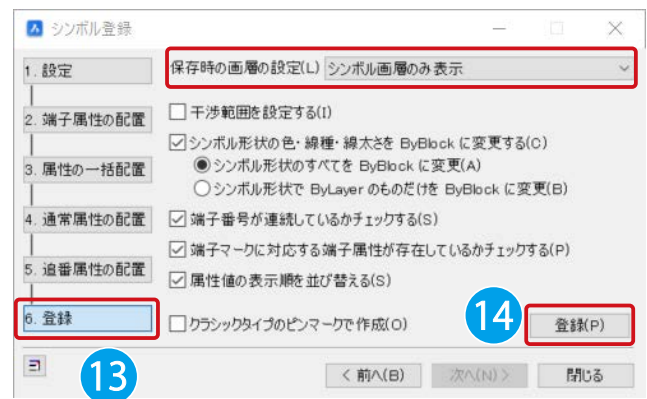 シンボル登録
1. 設定
保存時の画層の設定(L) シンボル画層のみ表示
2. 端子属性の配置
干渉範囲を設定する(I)
シンボル形状の色・線種・線太さを ByBlock に変更する(C)
3. 属性の一括配置
シンボル形状のすべてを ByBlock に変更(A)
シンボル形状で ByLayer のものだけを ByBlock に変更(B)
4. 通常属性の配置
端子番号が連続しているかチェックする(S)
端子マークに対応する端子属性が存在しているかチェックする(P)
5. 追番属性の配置
属性値の表示順を並び替える(S)
6. 登録
クラシックタイプのピンマークで作成(O)
14
登録(P)
13
< 前へ(B)
次へ(N) >
閉じる